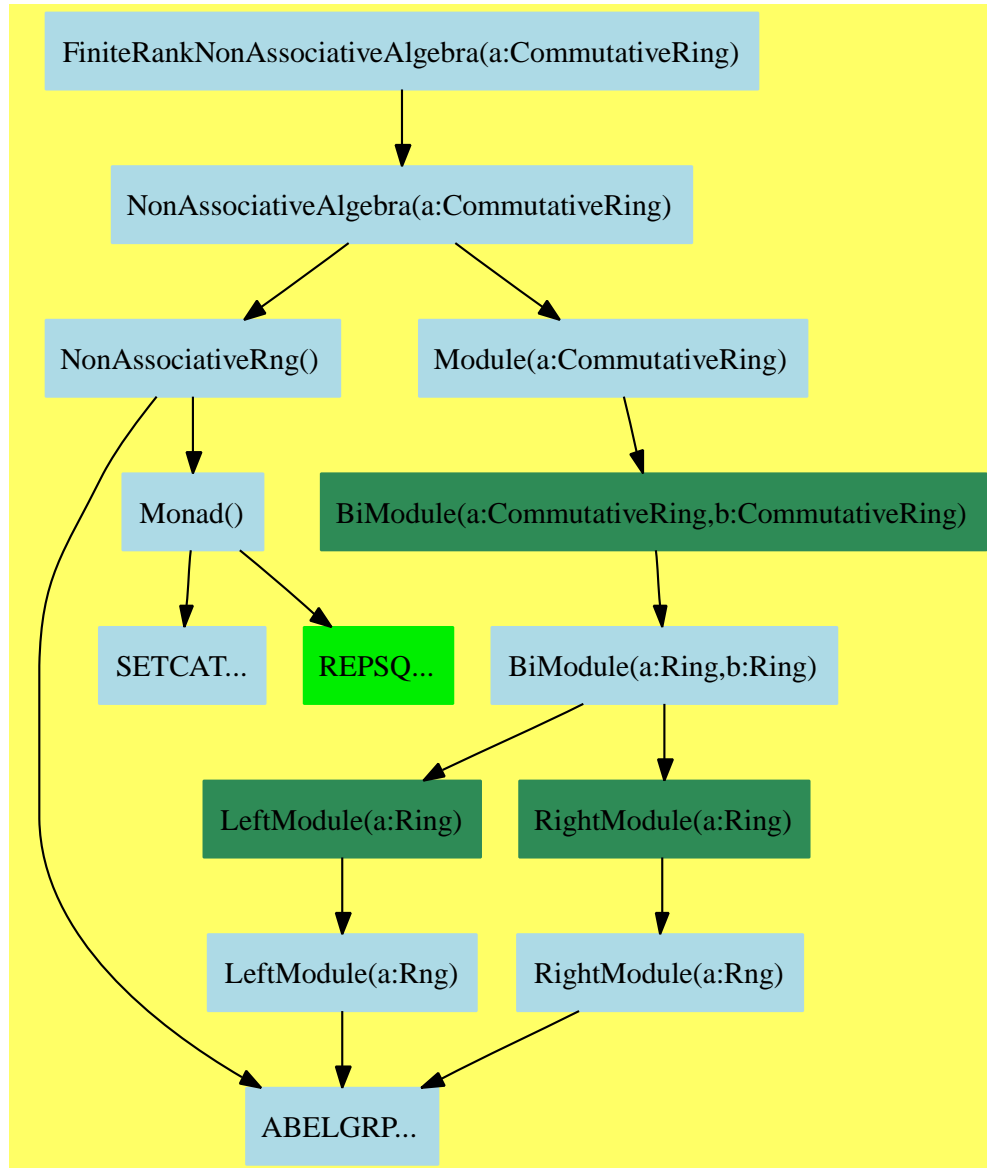 FiniteRankNonAssociativeAlgebra(a:CommutativeRing)
NonAssociativeAlgebra(a:CommutativeRing)
NonAssociativeRng()
Module(a:CommutativeRing)
Monad()
BiModule(a:CommutativeRing,b:CommutativeRing)
SETCAT...
REPSQ...
BiModule(a:Ring,b:Ring)
LeftModule(a:Ring)
RightModule(a:Ring)
LeftModule(a:Rng)
RightModule(a:Rng)
ABELGRP...